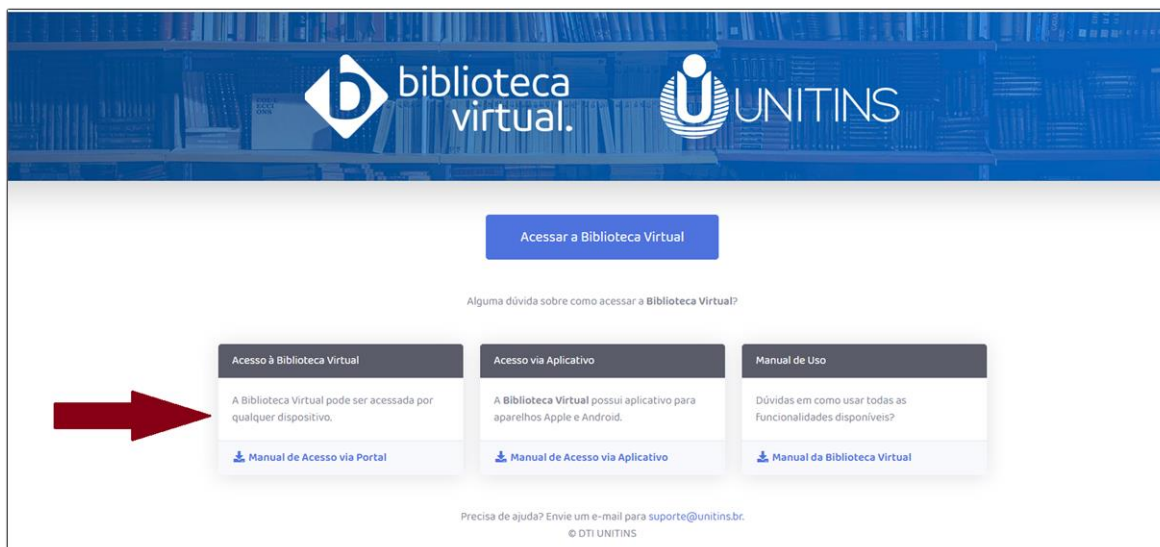 biblioteca
virtual.
UNITINS
Acessar a Biblioteca Virtual
Alguma dúvida sobre como acessar a Biblioteca Virtual?
Acesso à Biblioteca Virtual
A Biblioteca Virtual pode ser acessada por
qualquer dispositivo.
Manual de Acesso via Portal
Acesso via Aplicativo
A Biblioteca Virtual possui aplicativo para
aparelhos Apple e Android.
Manual de Acesso via Aplicativo
Manual de Uso
Dúvidas em como usar todas as
funcionalidades disponíveis?
Manual da Biblioteca Virtual
Precisa de ajuda? Envie um e-mail para suporte@unitins.br.
© DTI UNITINS